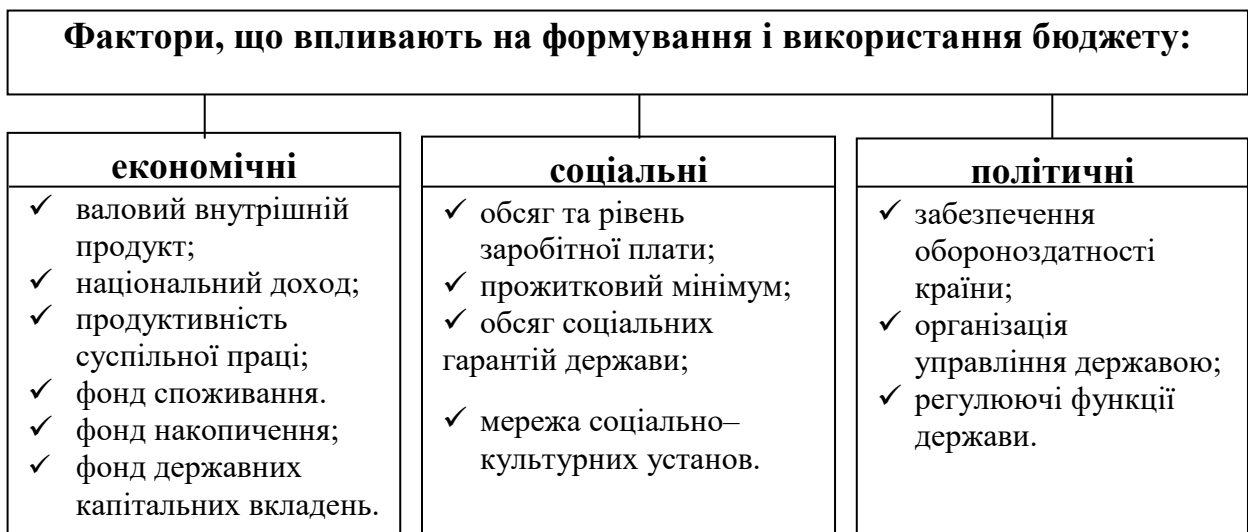 Фактори, що впливають на формування і використання бюджету:
економічні
✓ валовий внутрішній
продукт;
✓ національний доход;
✓ продуктивність
суспільної праці;
✓ фонд споживання.
✓ фонд накопичення;
✓ фонд державних
капітальних вкладень.
соціальні
✓ обсяг та рівень
заробітної плати;
✓ прожитковий мінімум;
✓ обсяг соціальних
гарантій держави;
✓ мережа соціально–
культурних установ.
політичні
✓ забезпечення
обороноздатності
країни;
✓ організація
управління державою;
✓ регулюючі функції
держави.